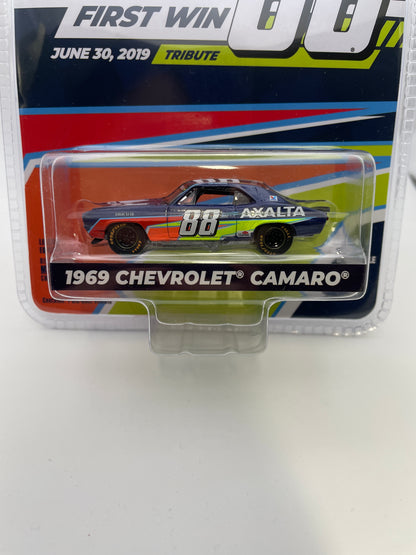 FIRST WIN
88
JUNE 30, 2019 TRIBUTE
AXALTA
88
1969 CHEVROLET® CAMARO®